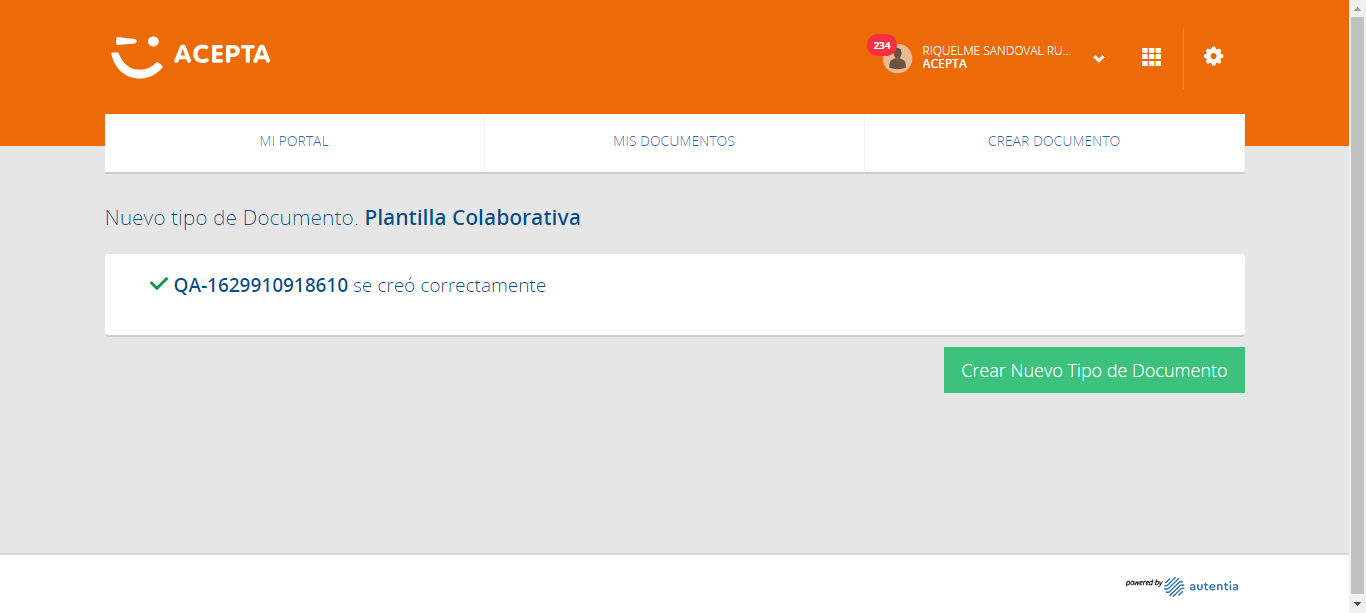 ACEPTA
234
RIQUELME SANDOVAL RU...
ACEPTA
MI PORTAL
MIS DOCUMENTOS
CREAR DOCUMENTO
Nuevo tipo de Documento. Plantilla Colaborativa
QA-1629910918610 se creó correctamente
Crear Nuevo Tipo de Documento
powered by autentia